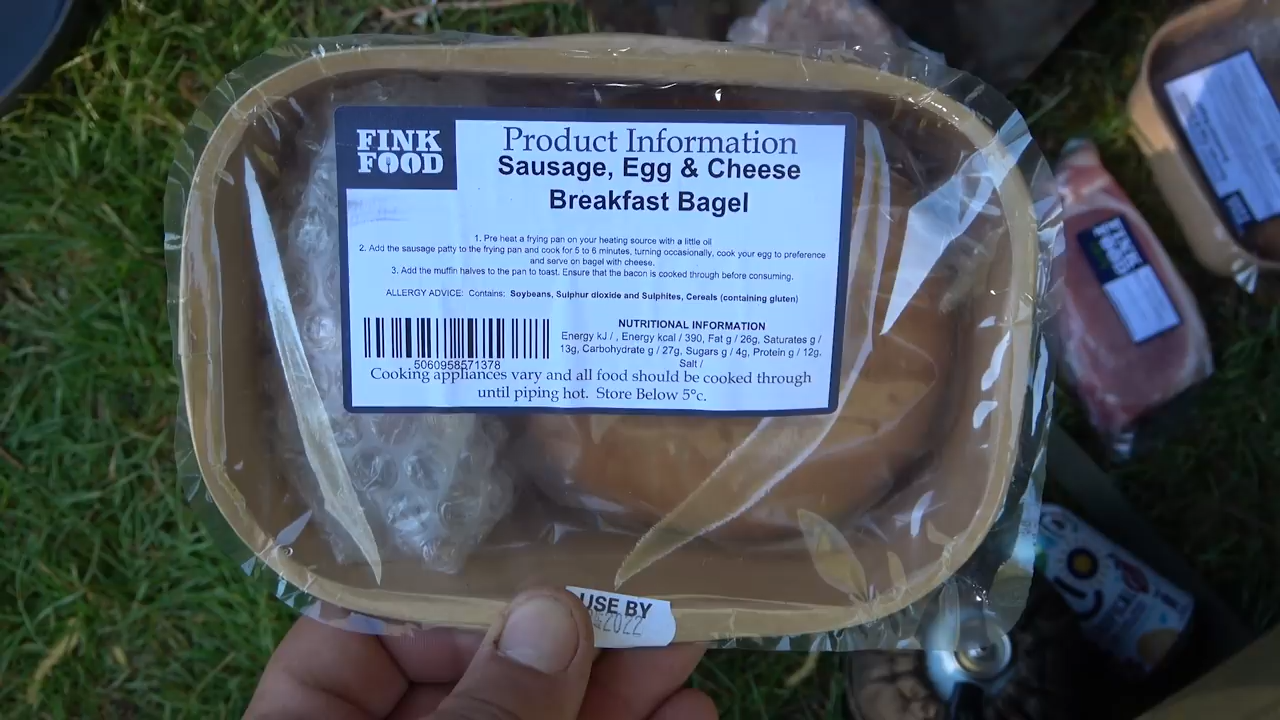 FINK
FOOD
Product Information
Sausage, Egg & Cheese
Breakfast Bagel
1. Pre heat a frying pan on your heating source with a little oil
2. Add the sausage patty to the frying pan and cook for 5 to 6 minutes, turning occasionally, cook your egg to preference
and serve on bagel with cheese.
3. Add the muffin halves to the pan to toast. Ensure that the bacon is cooked through before consuming.
ALLERGY ADVICE: Contains: Soybeans, Sulphur dioxide and Sulphites, Cereals (containing gluten)
NUTRITIONAL INFORMATION
Energy kJ / , Energy kcal / 390, Fat g / 26g, Saturates g /
13g, Carbohydrate g / 27g, Sugars g / 4g, Protein g / 12g,
Salt /
5060958571378
Cooking appliances vary and all food should be cooked through
until piping hot. Store Below 5°c.
USE BY
2022